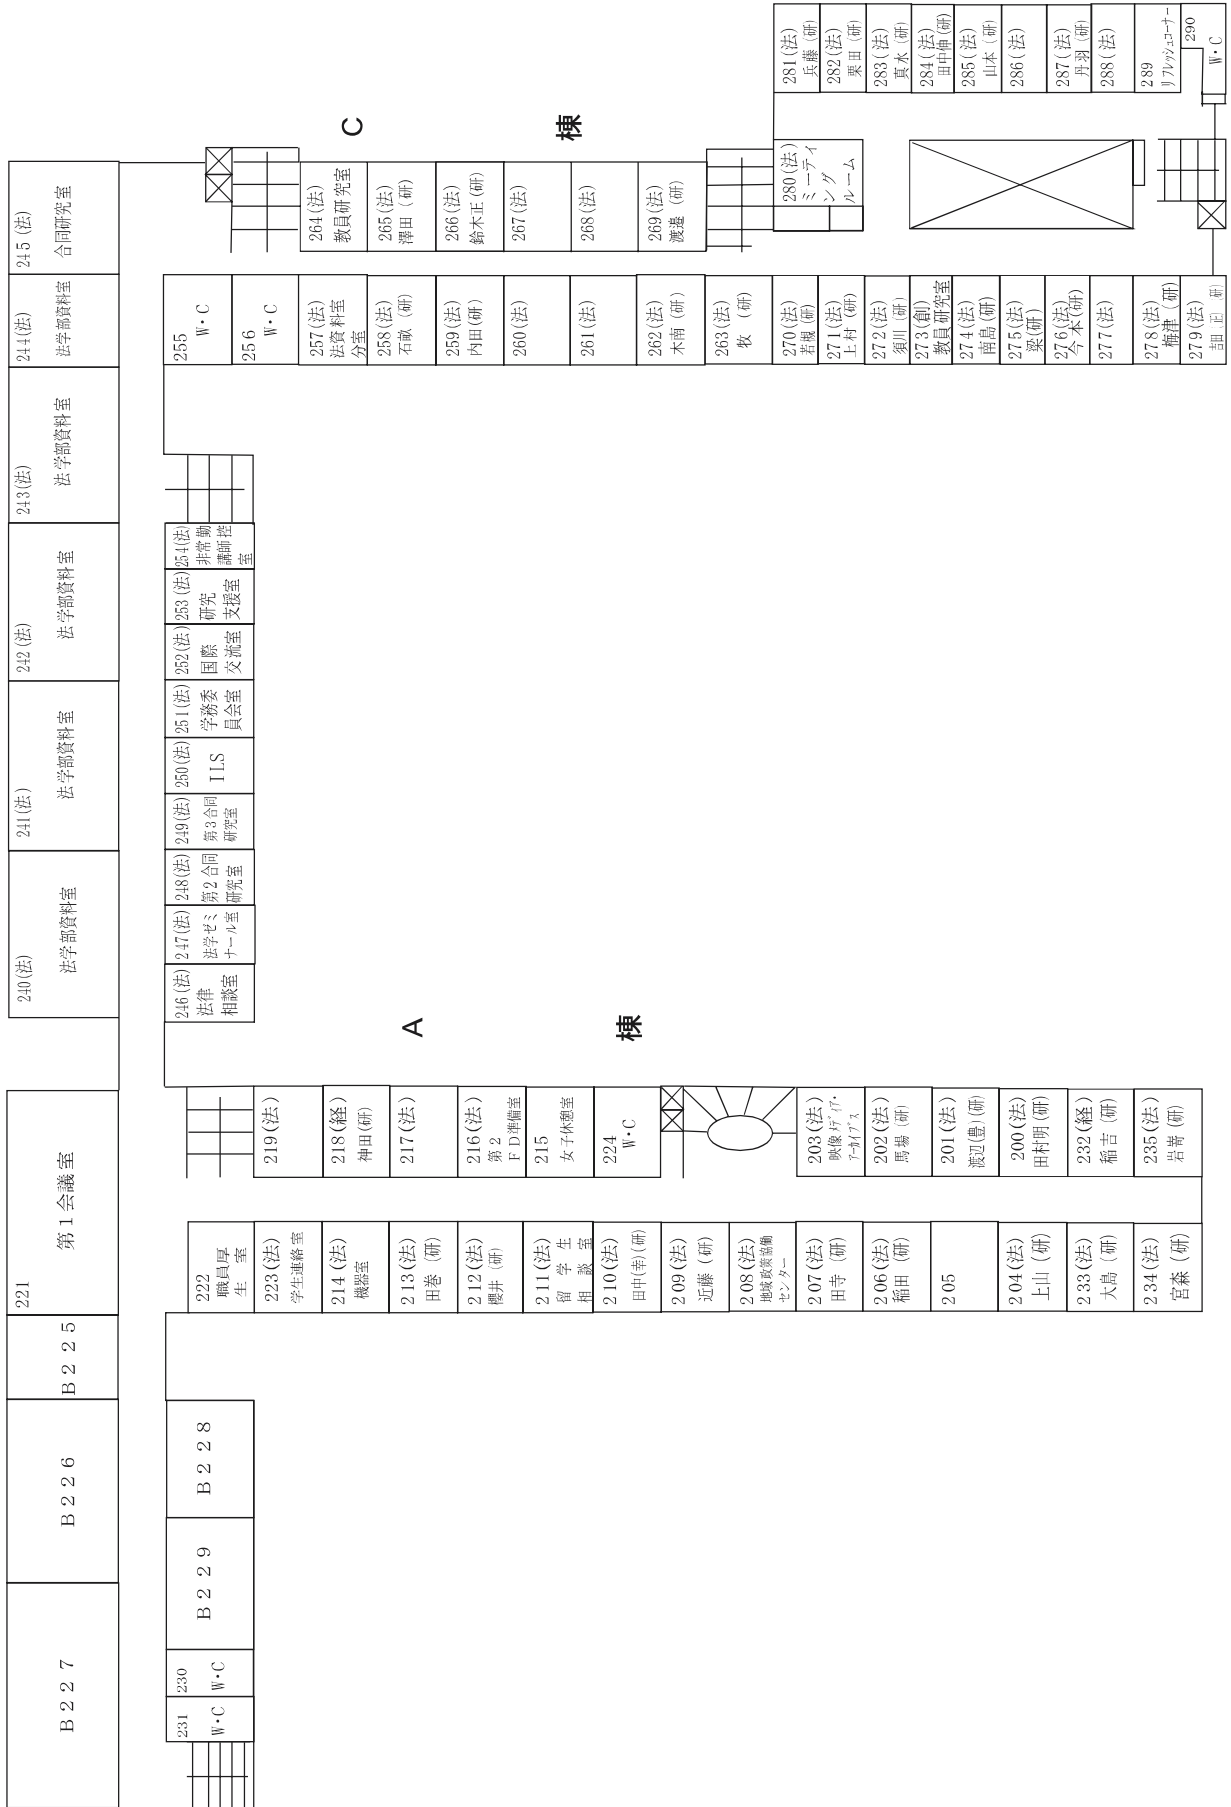 245 (法)
合同研究室
244(法)
法学部資料室
243(法)
法学部資料室
242(法)
法学部資料室
241(法)
法学部資料室
240(法)
法学部資料室
221
第1会議室
B225
B226
B227
255
W・C
256
W・C
257(法)
法資料室
分室
258(法)
259(法)
内田(研)
260(法)
261(法)
262(法)
木南 (研)
263(法)
牧 (研)
270(法)
若槻 (研)
271(法)
上村 (研)
272(法)
須川 (研)
273(創)
教員研究室
274(法)
南島(研)
275(法)
梁(研)
276(法)
今本(研)
277(法)
278(法)
梅津 (研)
279(法)
吉田(正)(研)
C
棟
264(法)
教員研究室
265(法)
澤田 (研)
266(法)
鈴木正(研)
267(法)
268(法)
269(法)
渡邉 (研)
280(法)
ミーティ
ング
ルーム
281(法)
兵藤 (研)
282(法)
栗田 (研)
283(法)
真水 (研)
284(法)
田中伸(研)
285(法)
山本 (研)
286(法)
287(法)
丹羽 (研)
288(法)
289
リフレッシュコーナー
290
W・C
254(法)
非常勤
講師控
室
253(法)
研究
支援室
252(法)
国際
交流室
251(法)
学務委
員会室
250(法)
ILS
249(法)
第3合同
研究室
248(法)
第2合同
研究室
247(法)
法学ゼミ
ナール室
246(法)
法律
相談室
A
棟
219(法)
218(経)
神田(研)
217(法)
216(法)
第2
FD準備室
215
女子休憩室
224
W・C
203(法)
映像メディア・
アーカイブス
202(法)
馬場 (研)
201(法)
渡辺(豊)(研)
200(法)
田村明(研)
232(経)
稲吉 (研)
235(法)
岩嵜 (研)
222
職員厚
生 室
223(法)
学生連絡室
214 (法)
機器室
213(法)
田巻 (研)
212(法)
櫻井 (研)
211(法)
留 学 生
相 談 室
210(法)
田中(幸)(研)
209(法)
近藤 (研)
208(法)
地域政策協働
センター
207(法)
田寺 (研)
206(法)
稲田 (研)
205
204(法)
上山 (研)
233(法)
大島 (研)
234(法)
宮森 (研)
B228
B229
230
W・C
231
W・C